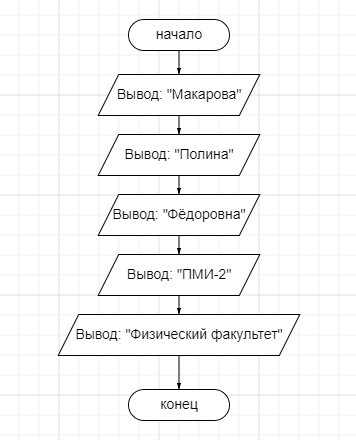 начало
Вывод: "Макарова"
Вывод: "Полина"
Вывод: "Фёдоровна"
Вывод: "ПМИ-2"
Вывод: "Физический факультет"
конец